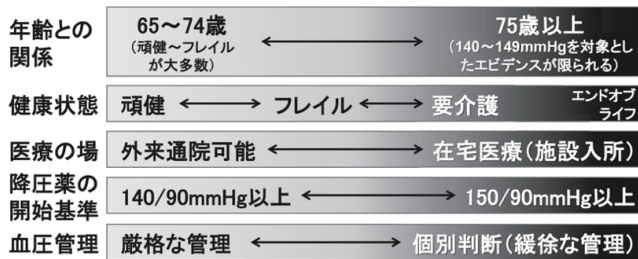 年齢との
関係
65～74歳
(頑健～フレイル
が大多数)
75歳以上
(140～149mmHgを対象とし
たエビデンスが限られる)
健康状態
頑健
フレイル
要介護
エンドオブ
ライフ
医療の場
外来通院可能
在宅医療(施設入所)
降圧薬の
開始基準
140/90mmHg以上
150/90mmHg以上
血圧管理
厳格な管理
個別判断(緩徐な管理)